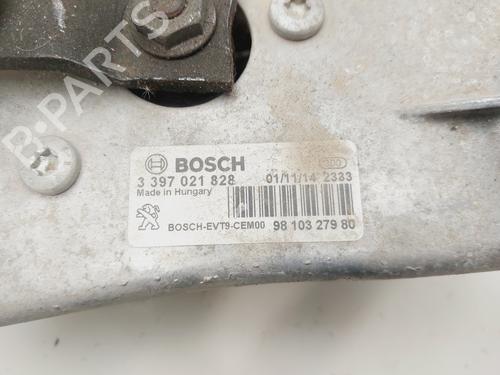 BOSCH
3 397 021 828 01/11/14 2333
Made in Hungary
BOSCH-EVT9-CEM00 98 103 279 80
B-PARTS